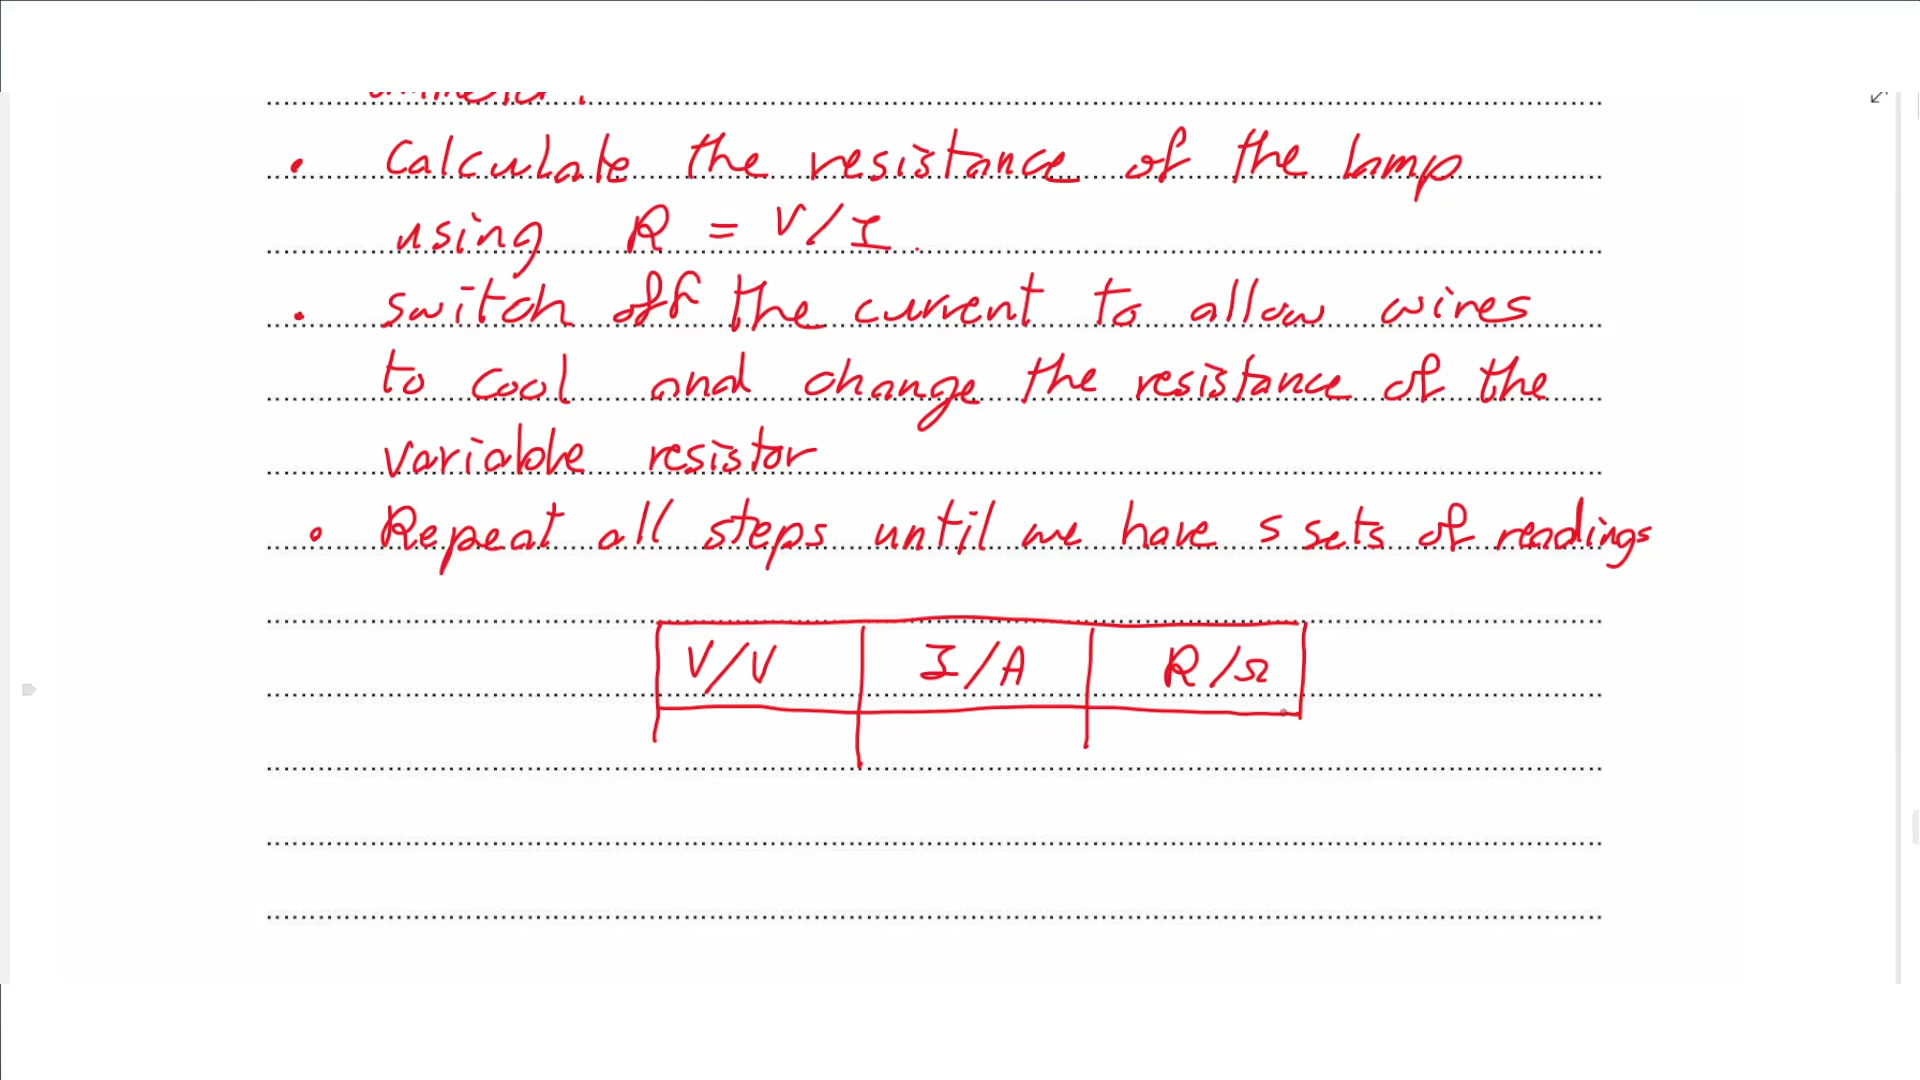 • Calculate the resistance of the lamp
using R = V/I.
• switch off the current to allow wires
to cool and change the resistance of the
variable resistor
• Repeat all steps until we have 5 sets of readings
V/V I/A R/Ω